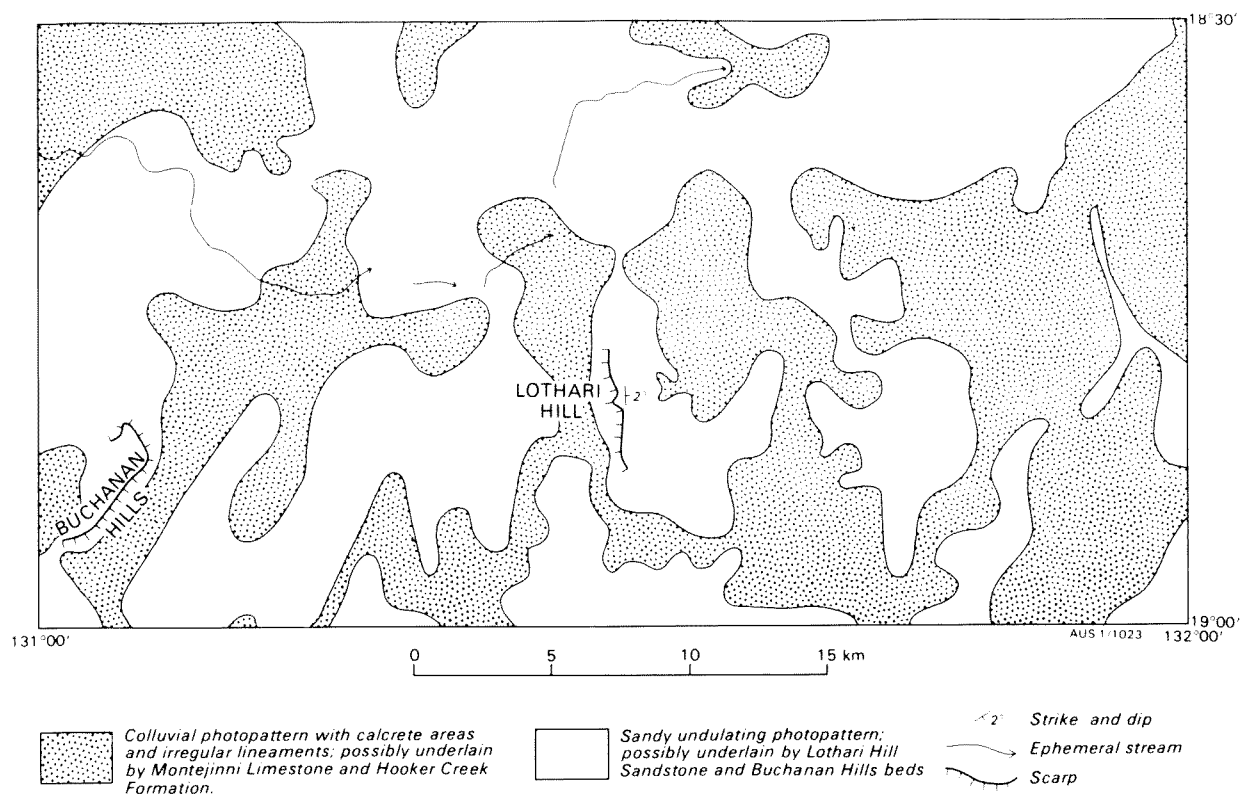 18°30'
LOTHARI
HILL
2°
BUCHANAN
HILLS
131°00'
AUS 1/1023
19°00'
132°00'
0 5 10 15 km
Colluvial photopattern with calcrete areas
and irregular lineaments; possibly underlain
by Montejinni Limestone and Hooker Creek
Formation.
Sandy undulating photopattern;
possibly underlain by Lothari Hill
Sandstone and Buchanan Hills beds
2° Strike and dip
Ephemeral stream
Scarp